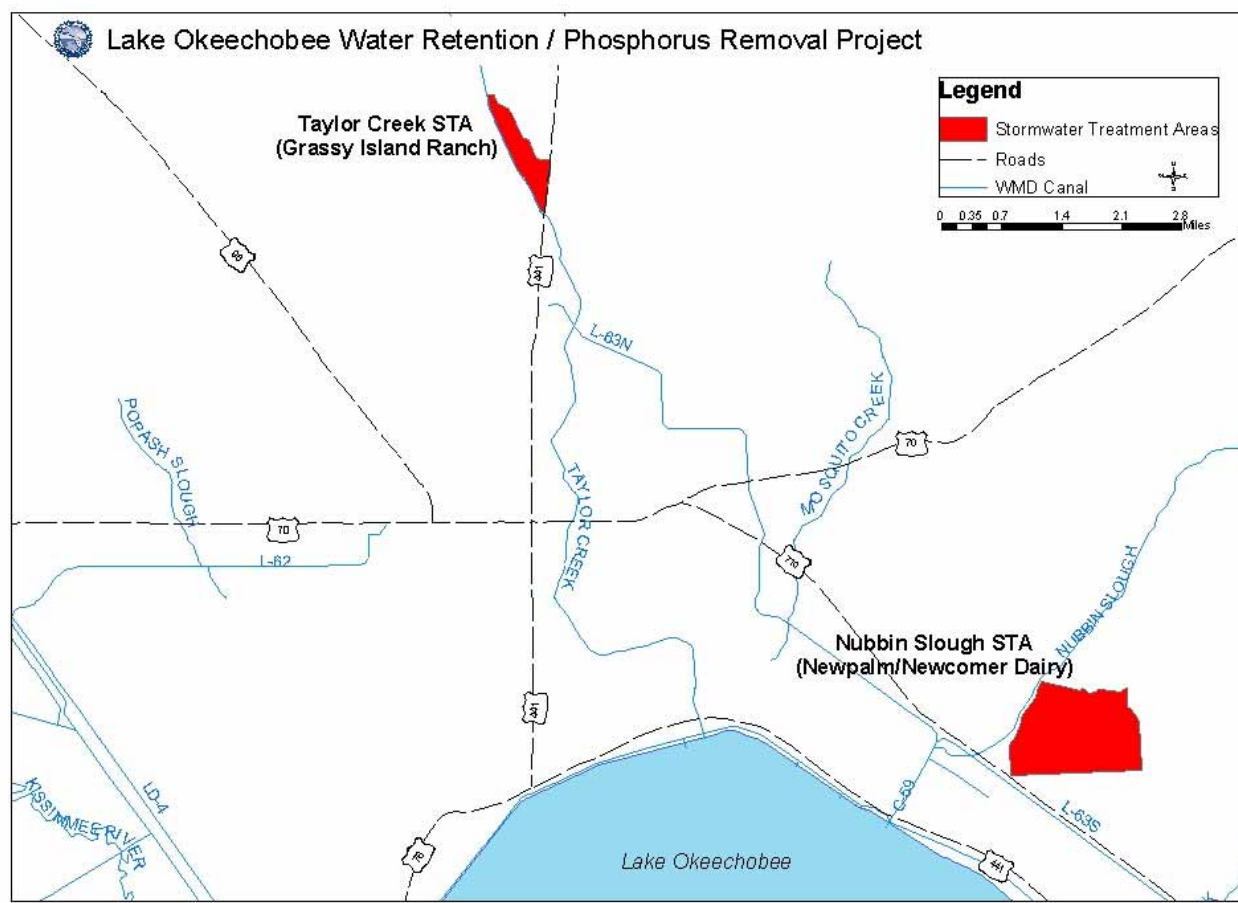 Lake Okeechobee Water Retention / Phosphorus Removal Project
Legend
Stormwater Treatment Areas
Roads
WMD Canal
0 0.35 0.7 1.4 2.1 2.8
Miles
Taylor Creek STA
(Grassy Island Ranch)
441
L-63N
POPASH SLOUGH
MOSQUITO CREEK
70
TAYLOR CREEK
70
L-62
710
NUBBIN SLOUGH
Nubbin Slough STA
(Newpalm/Newcomer Dairy)
441
LD-4
KISSIMMEE RIVER
C-59
L-63S
78
Lake Okeechobee
441